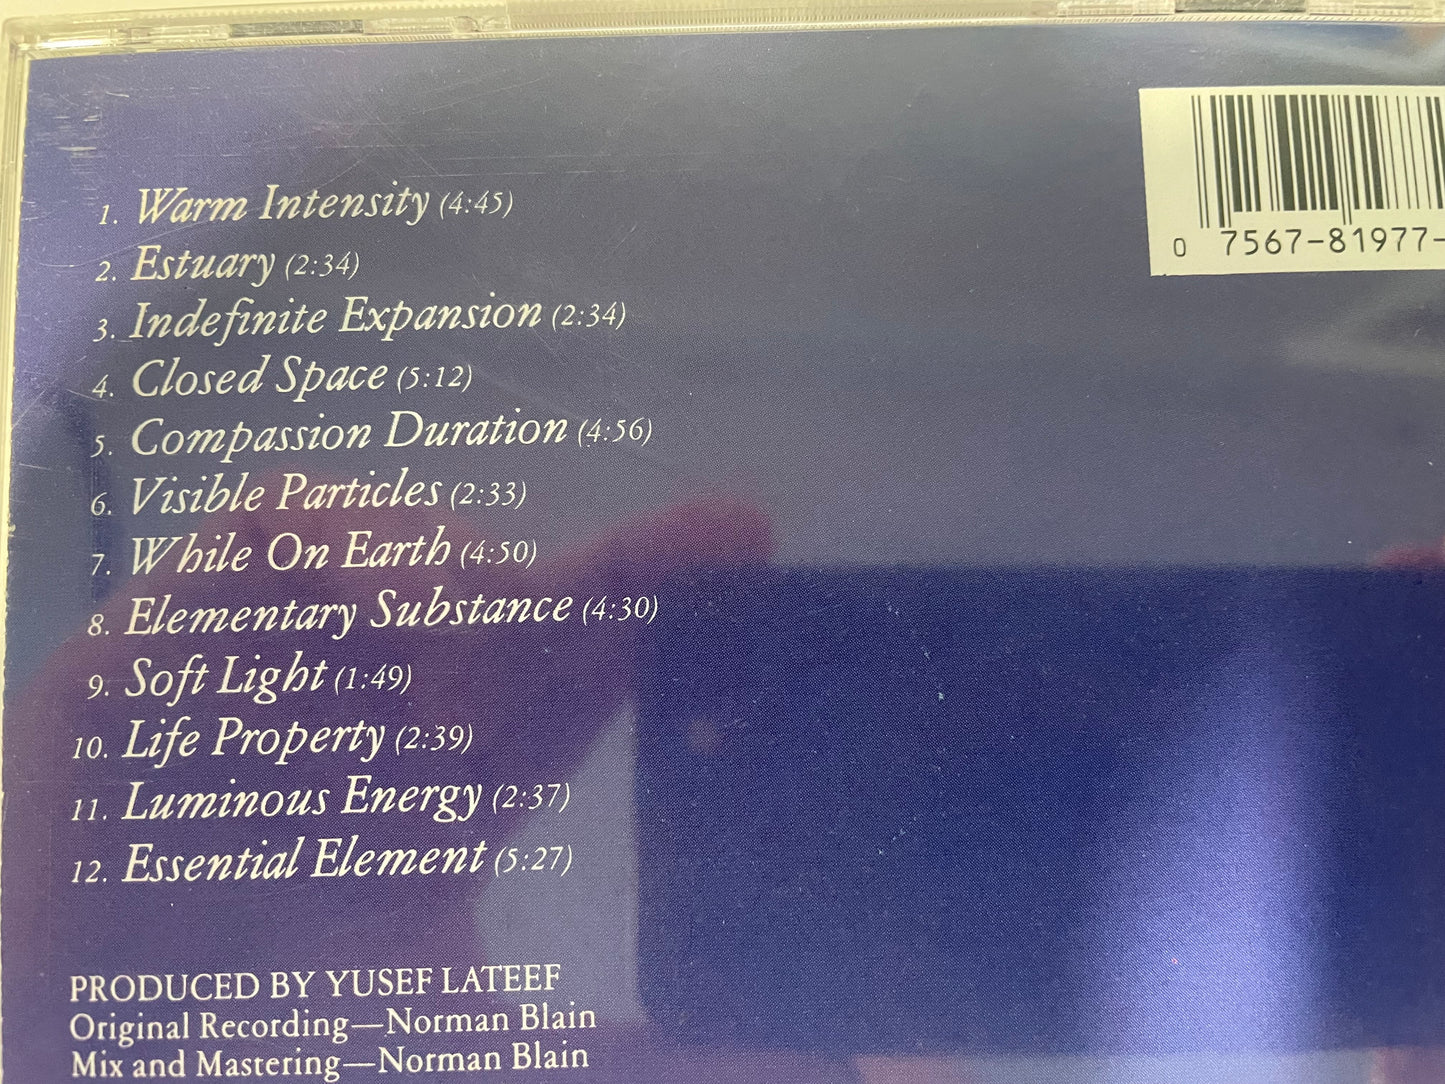 1. Warm Intensity (4:45)
2. Estuary (2:34)
3. Indefinite Expansion (2:34)
4. Closed Space (5:12)
5. Compassion Duration (4:56)
6. Visible Particles (2:33)
7. While On Earth (4:50)
8. Elementary Substance (4:30)
9. Soft Light (1:49)
10. Life Property (2:39)
11. Luminous Energy (2:37)
12. Essential Element (5:27)
0 7567-81977-
PRODUCED BY YUSEF LATEEF
Original Recording—Norman Blain
Mix and Mastering—Norman Blain